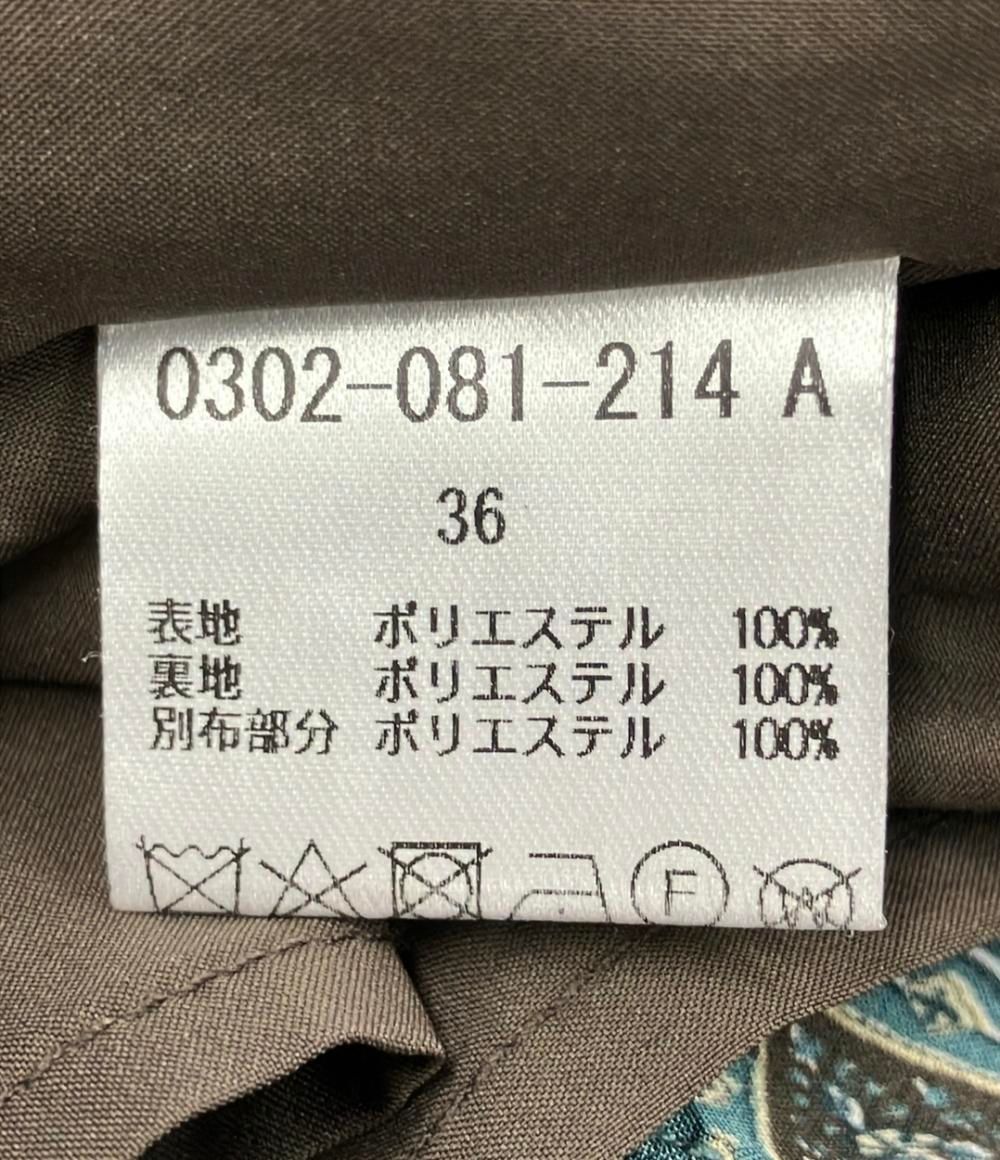 0302-081-214 A
36
表地 ポリエステル 100%
裏地 ポリエステル 100%
別布部分 ポリエステル 100%
F
W